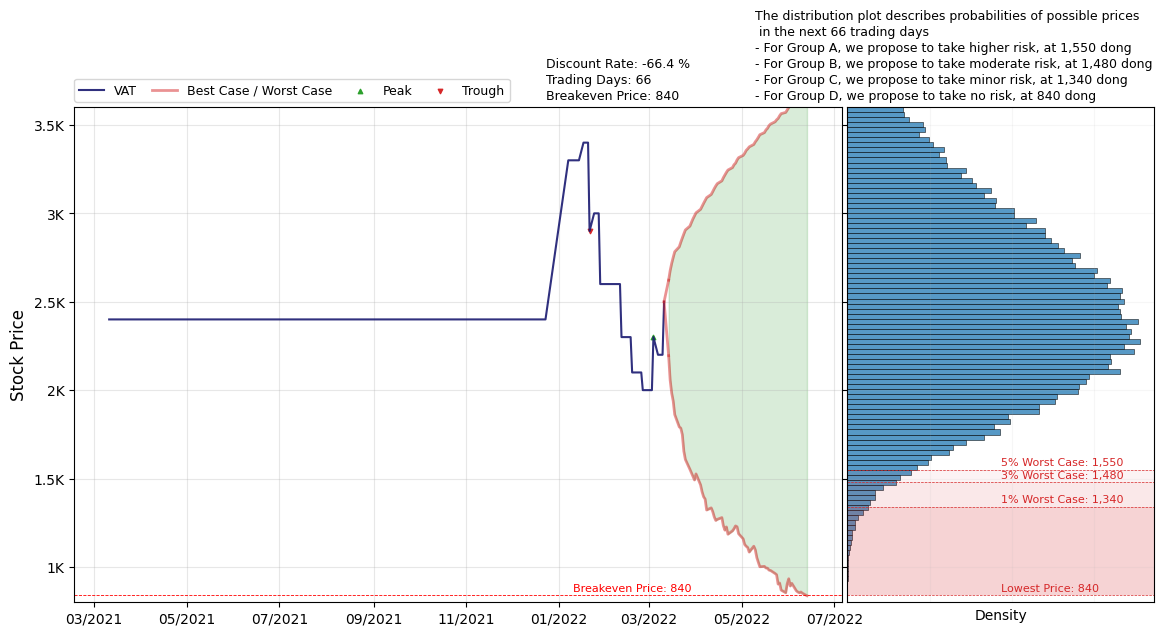 The distribution plot describes probabilities of possible prices
in the next 66 trading days
- For Group A, we propose to take higher risk, at 1,550 dong
- For Group B, we propose to take moderate risk, at 1,480 dong
- For Group C, we propose to take minor risk, at 1,340 dong
- For Group D, we propose to take no risk, at 840 dong
Discount Rate: -66.4 %
Trading Days: 66
Breakeven Price: 840
VAT
Best Case / Worst Case
Peak
Trough
Stock Price
3.5K
3K
2.5K
2K
1.5K
1K
5% Worst Case: 1,550
3% Worst Case: 1,480
1% Worst Case: 1,340
Breakeven Price: 840
Lowest Price: 840
03/2021
05/2021
07/2021
09/2021
11/2021
01/2022
03/2022
05/2022
07/2022
Density